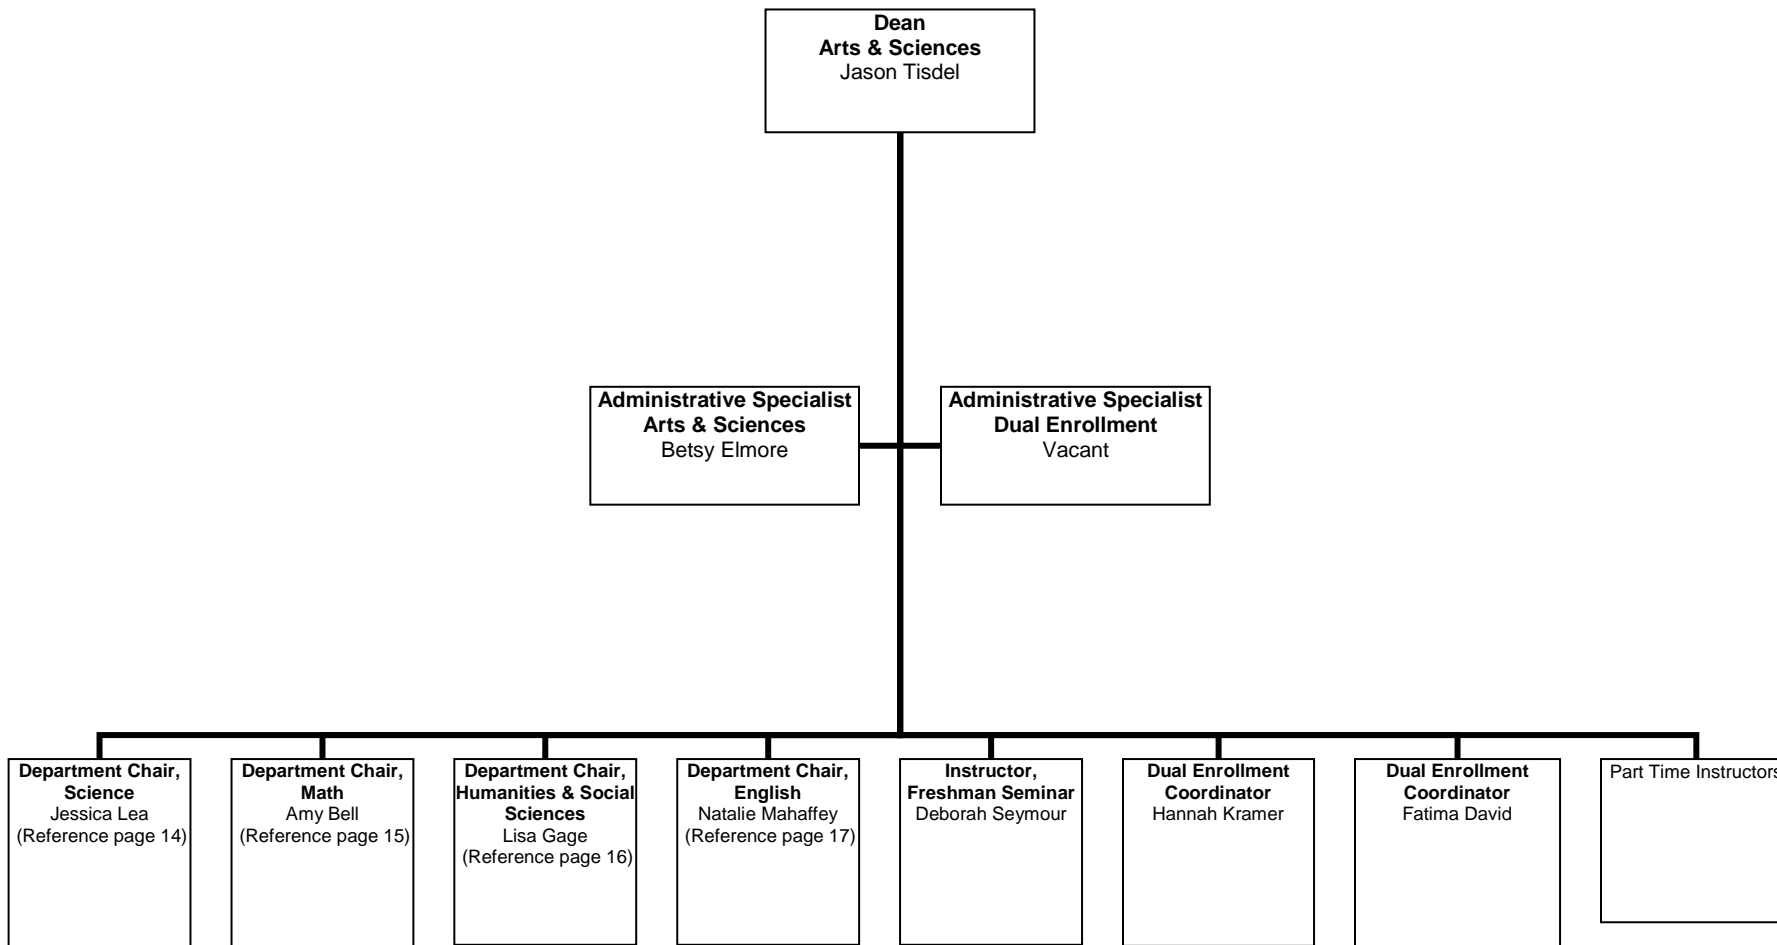 Dean
Arts & Sciences
Jason Tisdel
Administrative Specialist
Arts & Sciences
Betsy Elmore
Administrative Specialist
Dual Enrollment
Vacant
Department Chair,
Science
Jessica Lea
(Reference page 14)
Department Chair,
Math
Amy Bell
(Reference page 15)
Department Chair,
Humanities & Social
Sciences
Lisa Gage
(Reference page 16)
Department Chair,
English
Natalie Mahaffey
(Reference page 17)
Instructor,
Freshman Seminar
Deborah Seymour
Dual Enrollment
Coordinator
Hannah Kramer
Dual Enrollment
Coordinator
Fatima David
Part Time Instructors